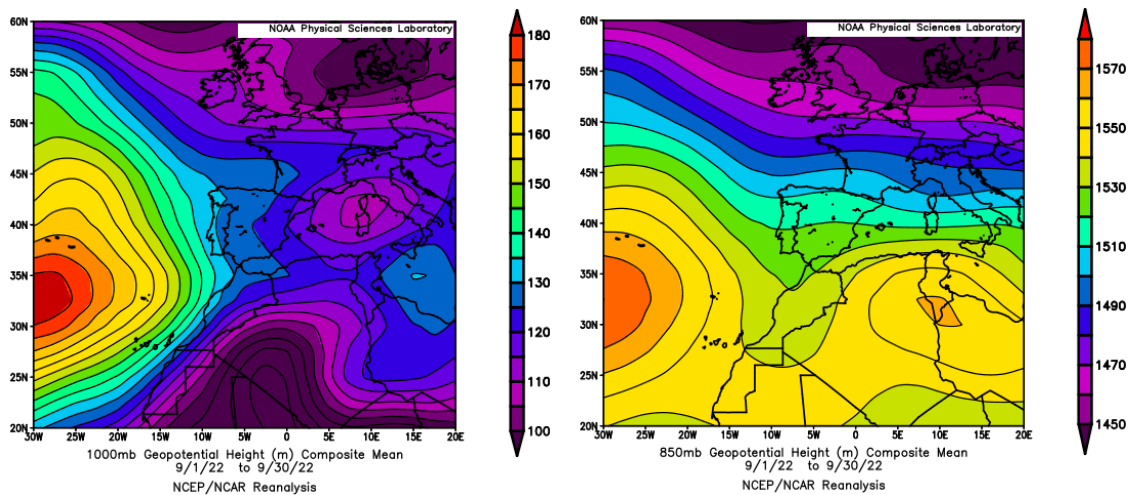 NOAA Physical Sciences Laboratory
60N
55N
50N
45N
40N
35N
30N
25N
20N
30W 25W 20W 15W 10W 5W 0 5E 10E 15E 20E
180
170
160
150
140
130
120
110
100
1000mb Geopotential Height (m) Composite Mean
9/1/22 to 9/30/22
NCEP/NCAR Reanalysis
NOAA Physical Sciences Laboratory
60N
55N
50N
45N
40N
35N
30N
25N
20N
30W 25W 20W 15W 10W 5W 0 5E 10E 15E 20E
1570
1550
1530
1510
1490
1470
1450
850mb Geopotential Height (m) Composite Mean
9/1/22 to 9/30/22
NCEP/NCAR Reanalysis